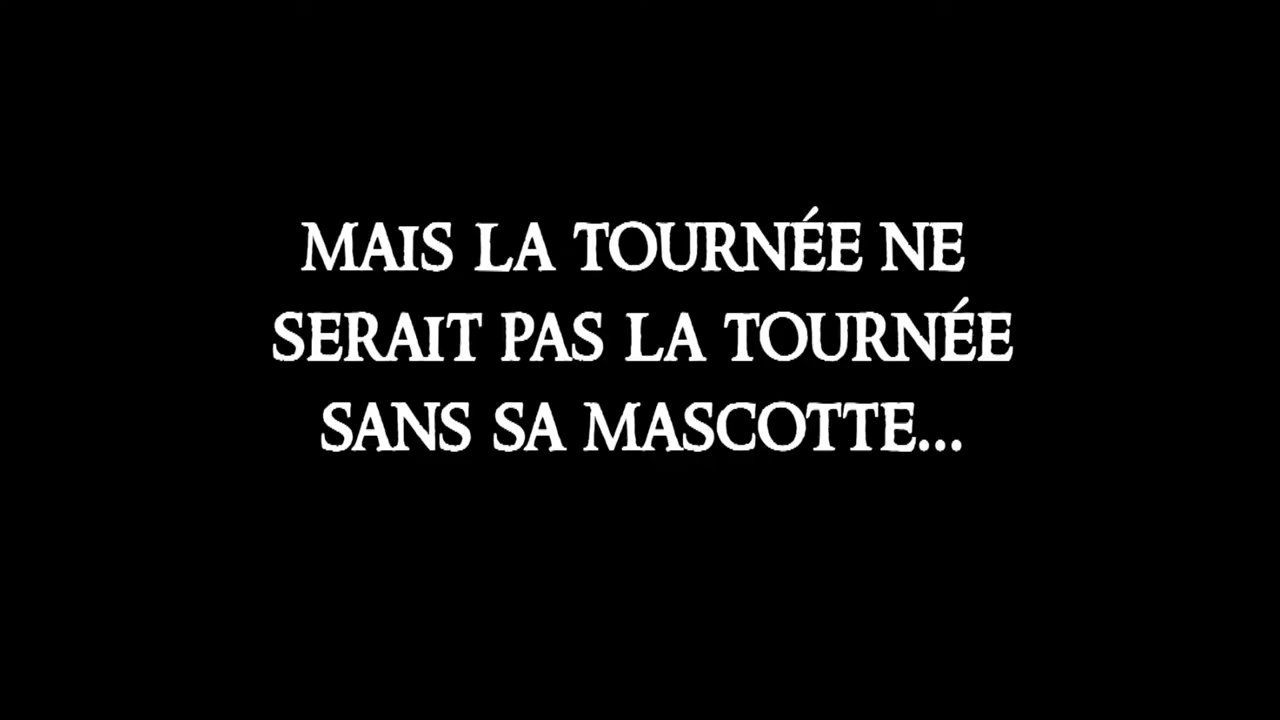 MAIS LA TOURNÉE NE
SERAIT PAS LA TOURNÉE
SANS SA MASCOTTE...